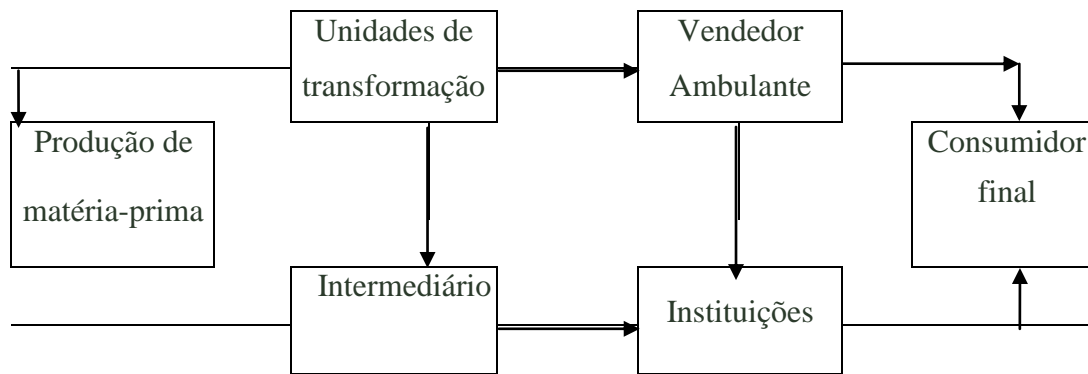 Unidades de
transformação
Vendedor
Ambulante
Produção de
matéria-prima
Consumidor
final
Intermediário
Instituições